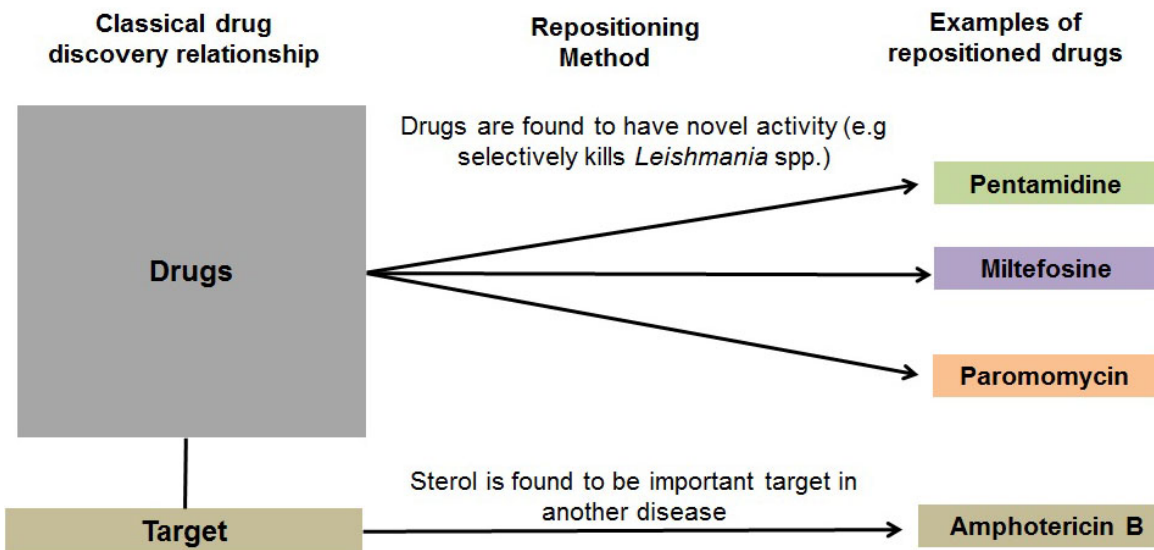 Classical drug
discovery relationship
Repositioning
Method
Examples of
repositioned drugs
Drugs are found to have novel activity (e.g
selectively kills Leishmania spp.)
Drugs
Pentamidine
Miltefosine
Paromomycin
Sterol is found to be important target in
another disease
Target
Amphotericin B